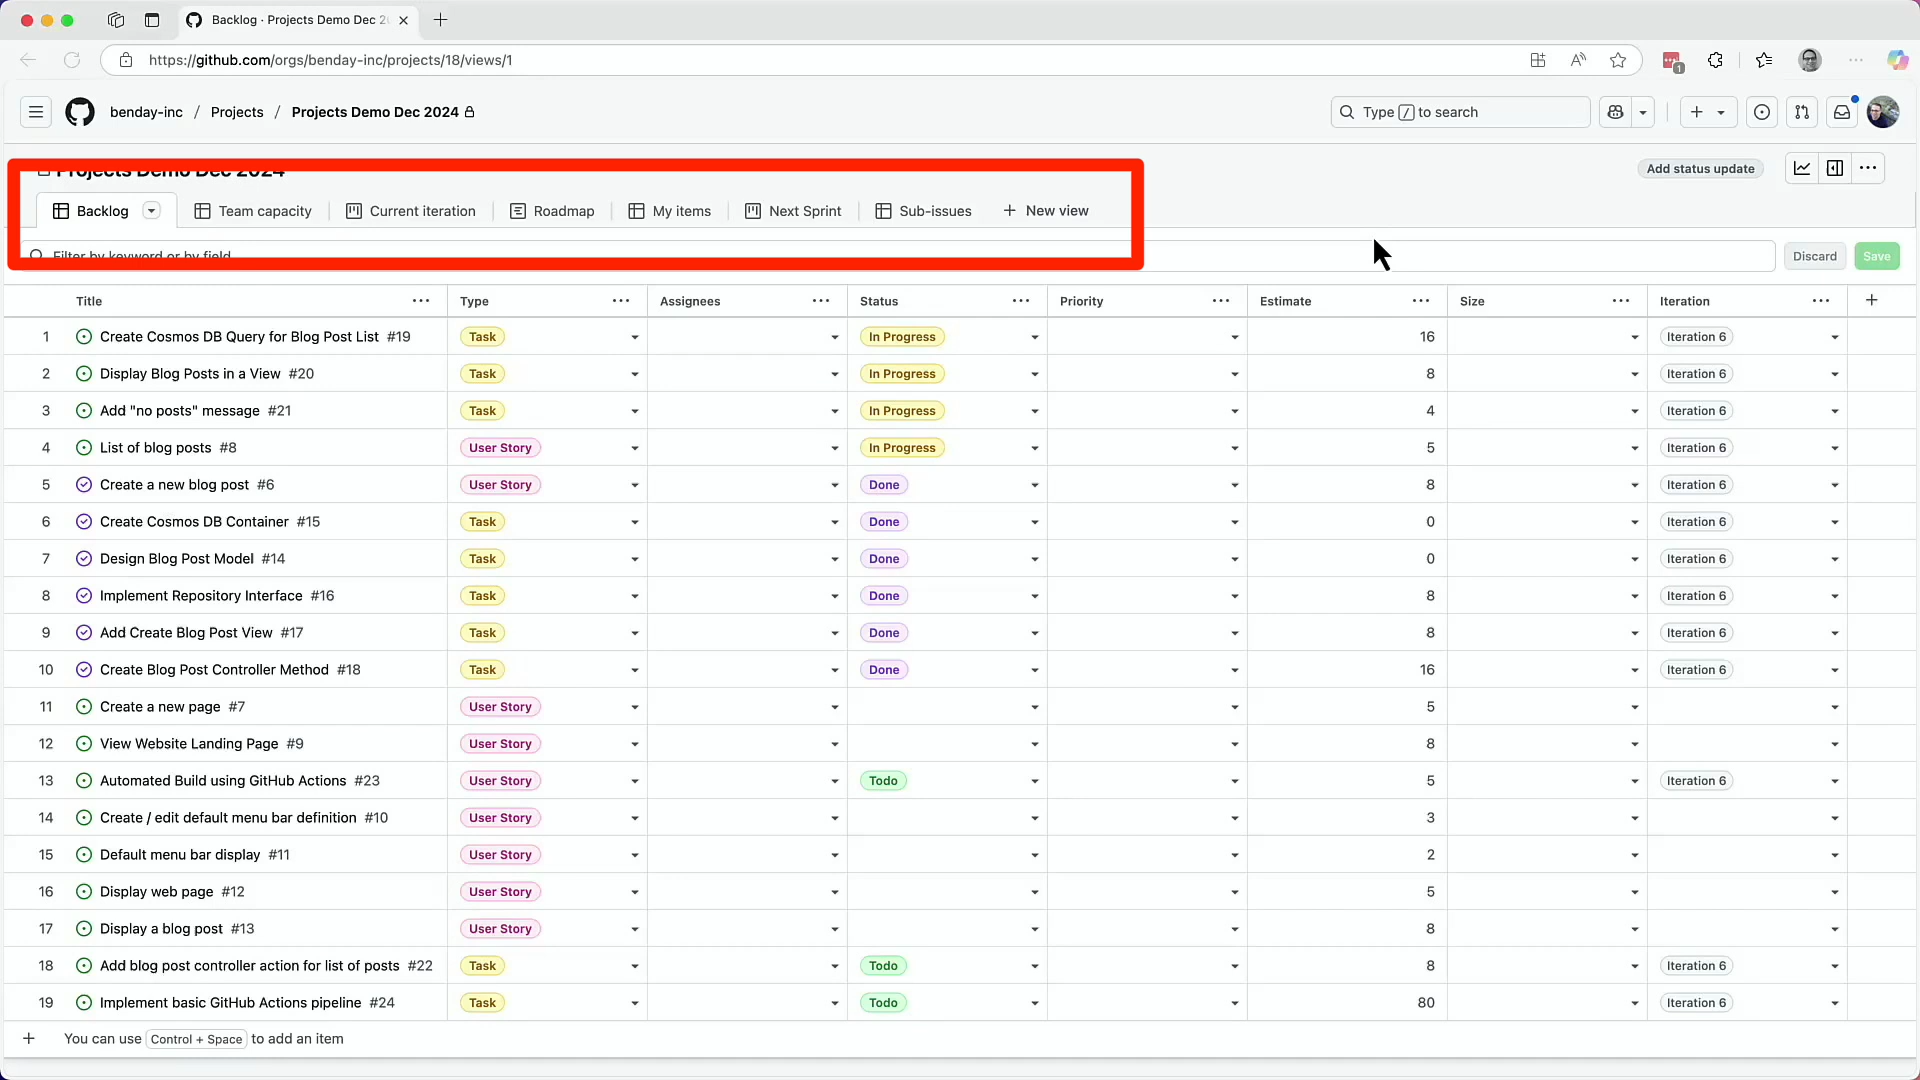 Backlog · Projects Demo Dec 2
https://github.com/orgs/benday-inc/projects/18/views/1
1
benday-inc / Projects / Projects Demo Dec 2024
Type / to search
Projects Demo Dec 2024
Add status update
Backlog Team capacity Current iteration Roadmap My items Next Sprint Sub-issues + New view
Filter by keyword or by field
Discard Save
Title Type Assignees Status Priority Estimate Size Iteration
1 Create Cosmos DB Query for Blog Post List #19 Task In Progress 16 Iteration 6
2 Display Blog Posts in a View #20 Task In Progress 8 Iteration 6
3 Add "no posts" message #21 Task In Progress 4 Iteration 6
4 List of blog posts #8 User Story In Progress 5 Iteration 6
5 Create a new blog post #6 User Story Done 8 Iteration 6
6 Create Cosmos DB Container #15 Task Done 0 Iteration 6
7 Design Blog Post Model #14 Task Done 0 Iteration 6
8 Implement Repository Interface #16 Task Done 8 Iteration 6
9 Add Create Blog Post View #17 Task Done 8 Iteration 6
10 Create Blog Post Controller Method #18 Task Done 16 Iteration 6
11 Create a new page #7 User Story 5
12 View Website Landing Page #9 User Story 8
13 Automated Build using GitHub Actions #23 User Story Todo 5 Iteration 6
14 Create / edit default menu bar definition #10 User Story 3
15 Default menu bar display #11 User Story 2
16 Display web page #12 User Story 5
17 Display a blog post #13 User Story 8
18 Add blog post controller action for list of posts #22 Task Todo 8 Iteration 6
19 Implement basic GitHub Actions pipeline #24 Task Todo 80 Iteration 6
+ You can use Control + Space to add an item